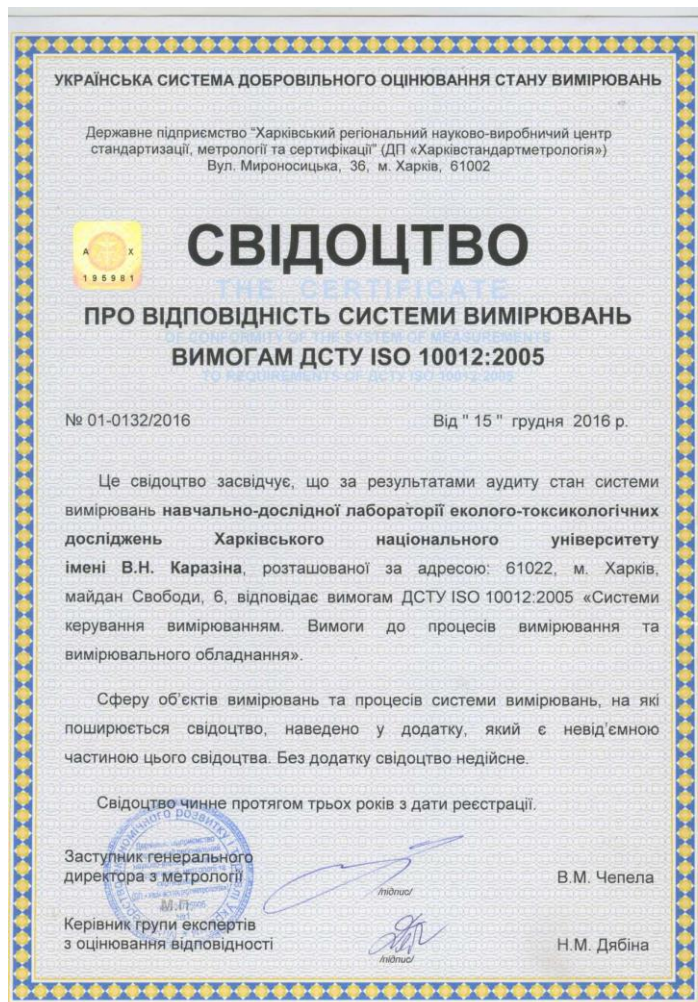 УКРАЇНСЬКА СИСТЕМА ДОБРОВІЛЬНОГО ОЦІНЮВАННЯ СТАНУ ВИМІРЮВАНЬ
Державне підприємство "Харківський регіональний науково-виробничий центр
стандартизації, метрології та сертифікації" (ДП «Харківстандартметрологія»)
Вул. Мироносицька, 36, м. Харків, 61002
А Х
195981
СВІДОЦТВО
THE CERTIFICATE
ПРО ВІДПОВІДНІСТЬ СИСТЕМИ ВИМІРЮВАНЬ
OF CONFORMITY OF THE SYSTEM OF MEASUREMENTS
ВИМОГАМ ДСТУ ISO 10012:2005
TO REQUIREMENTS OF ДСТУ ISO 10012:2005
№ 01-0132/2016 Від " 15 " грудня 2016 р.
Це свідоцтво засвідчує, що за результатами аудиту стан системи
вимірювань навчально-дослідної лабораторії еколого-токсикологічних
досліджень Харківського національного університету
імені В.Н. Каразіна, розташованої за адресою: 61022, м. Харків,
майдан Свободи, 6, відповідає вимогам ДСТУ ISO 10012:2005 «Системи
керування вимірюванням. Вимоги до процесів вимірювання та
вимірювального обладнання».
Сферу об'єктів вимірювань та процесів системи вимірювань, на які
поширюється свідоцтво, наведено у додатку, який є невід'ємною
частиною цього свідоцтва. Без додатку свідоцтво недійсне.
Свідоцтво чинне протягом трьох років з дати реєстрації.
Заступник генерального
директора з метрології В.М. Чепела
/підпис/
М.П.
Керівник групи експертів
з оцінювання відповідності Н.М. Дябіна
/підпис/